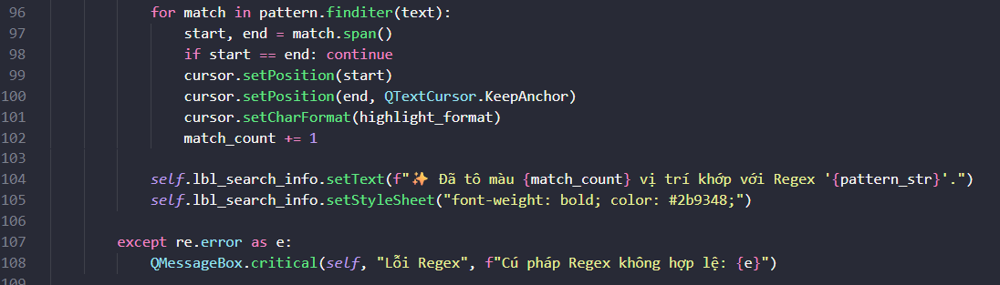 96 for match in pattern.finditer(text):
97 start, end = match.span()
98 if start == end: continue
99 cursor.setPosition(start)
100 cursor.setPosition(end, QTextCursor.KeepAnchor)
101 cursor.setCharFormat(highlight_format)
102 match_count += 1
103
104 self.lbl_search_info.setText(f"✨ Đã tô màu {match_count} vị trí khớp với Regex '{pattern_str}'.")
105 self.lbl_search_info.setStyleSheet("font-weight: bold; color: #2b9348;")
106
107 except re.error as e:
108 QMessageBox.critical(self, "Lỗi Regex", f"Cú pháp Regex không hợp lệ: {e}")
109